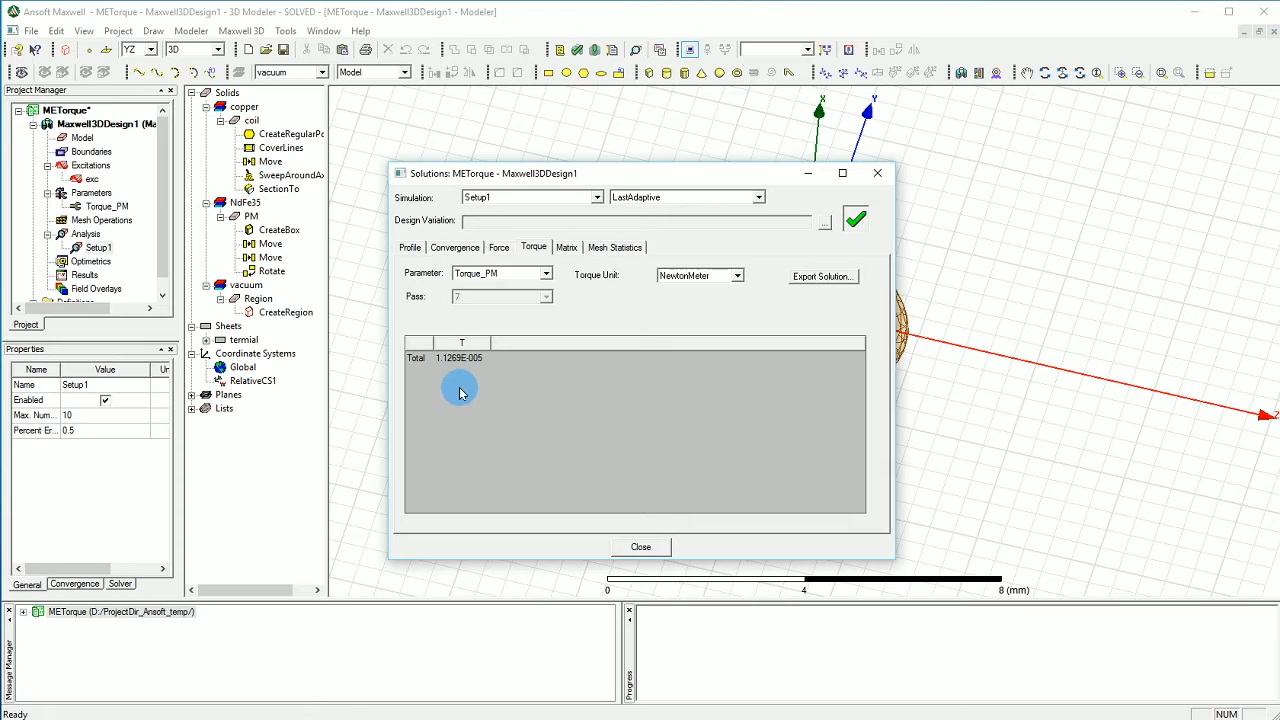 Ansoft Maxwell - METorque - Maxwell3DDesign1 - 3D Modeler - SOLVED - [METorque - Maxwell3DDesign1 - Modeler]
File Edit View Project Draw Modeler Maxwell 3D Tools Window Help
YZ 3D
vacuum Model
Project Manager
METorque*
Maxwell3DDesign1 (Ma
Model
Boundaries
Excitations
exc
Parameters
Torque_PM
Mesh Operations
Analysis
Setup1
Optimetrics
Results
Field Overlays
Project
Properties
Name Value Ur
Name Setup1
Enabled
Max. Num... 10
Percent Er... 0.5
General Convergence Solver
Solids
copper
coil
CreateRegularPo
CoverLines
Move
SweepAroundAx
SectionTo
NdFe35
PM
CreateBox
Move
Move
Rotate
vacuum
Region
CreateRegion
Sheets
termial
Coordinate Systems
Global
RelativeCS1
Planes
Lists
X Y
Z
Solutions: METorque - Maxwell3DDesign1
Simulation: Setup1 LastAdaptive
Design Variation: ...
Profile Convergence Force Torque Matrix Mesh Statistics
Parameter: Torque_PM Torque Unit: NewtonMeter Export Solution...
Pass: 7
T
Total 1.1269E-005
Close
0 4 8 (mm)
Message Manager
METorque (D:/ProjectDir_Ansoft_temp/)
Progress
Ready NUM